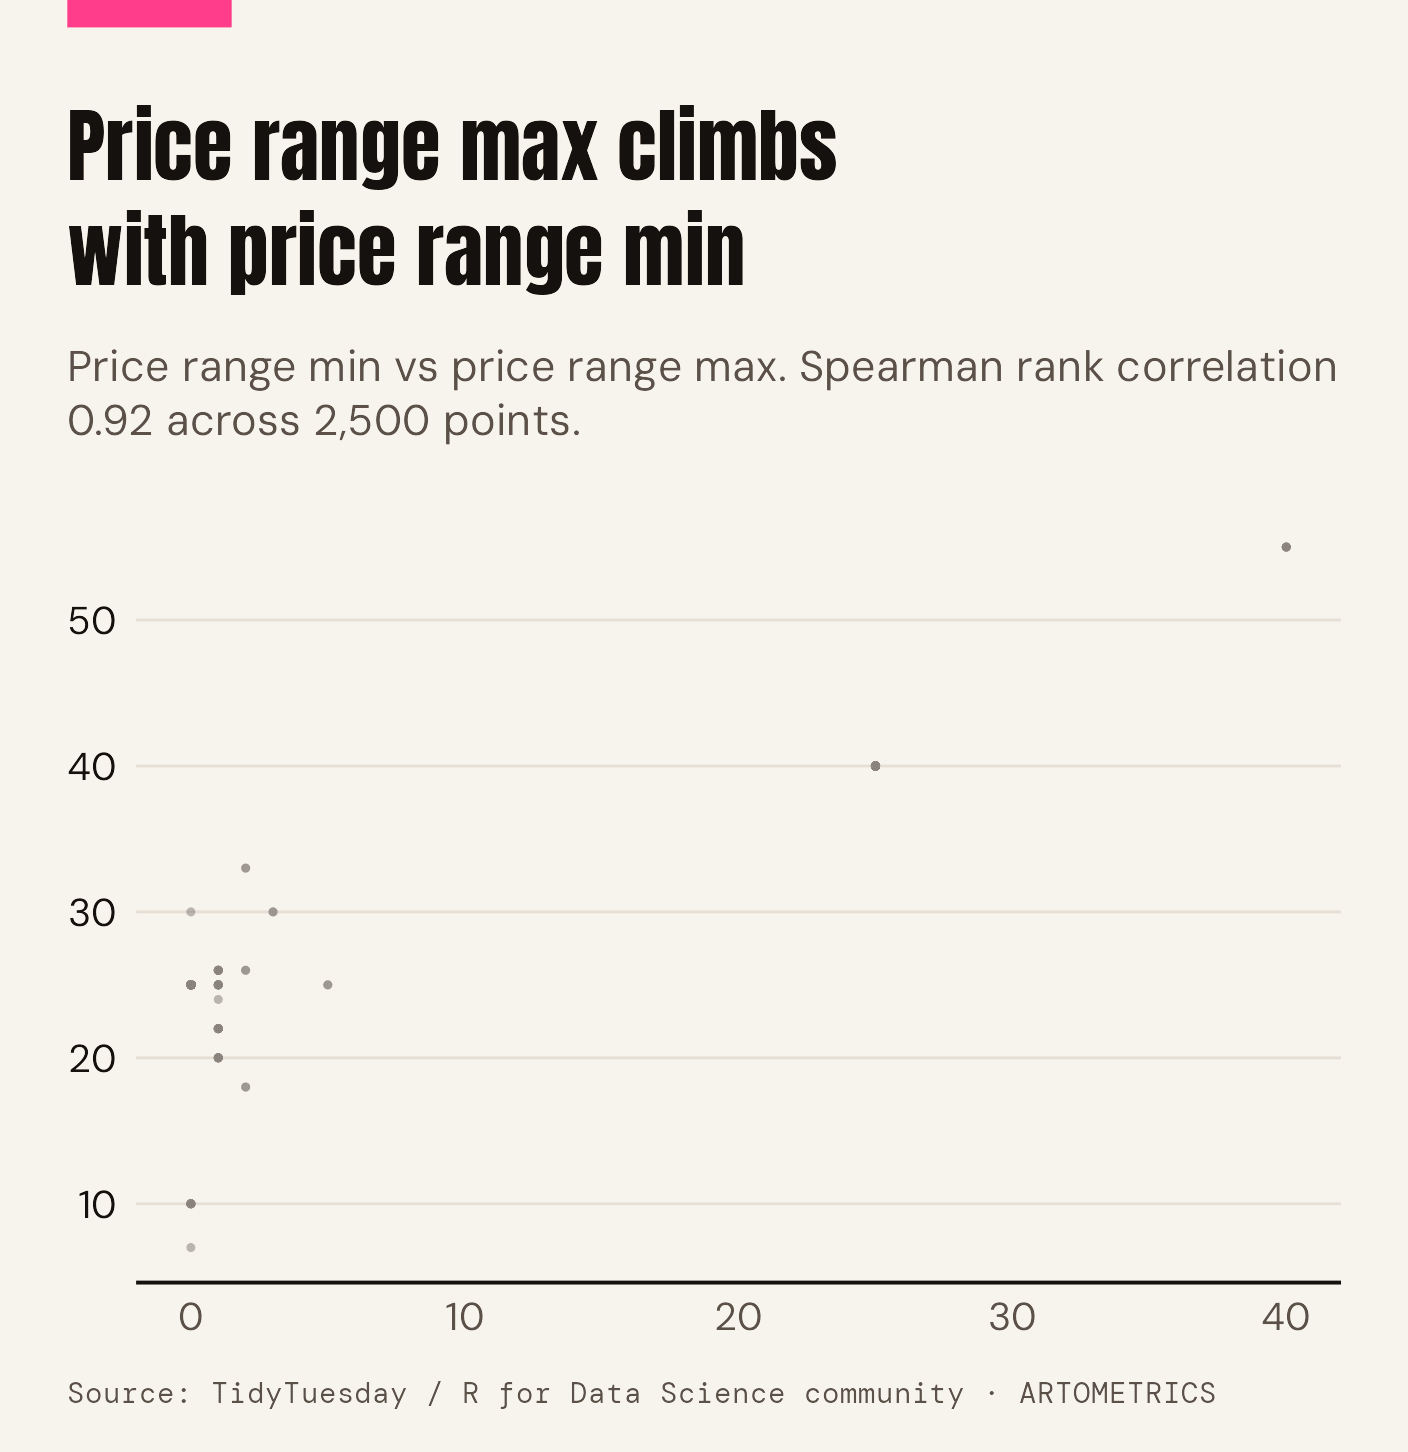 Price range max climbs
with price range min
Price range min vs price range max. Spearman rank correlation
0.92 across 2,500 points.
50
40
30
20
10
0 10 20 30 40
Source: TidyTuesday / R for Data Science community · ARTOMETRICS